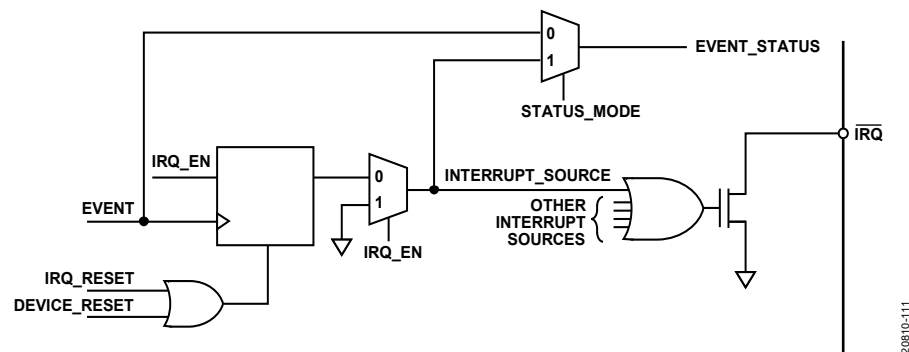 0
1
EVENT_STATUS
STATUS_MODE
IRQ
IRQ_EN
0
1
INTERRUPT_SOURCE
OTHER
INTERRUPT
SOURCES
EVENT
IRQ_EN
IRQ_RESET
DEVICE_RESET
20810-111